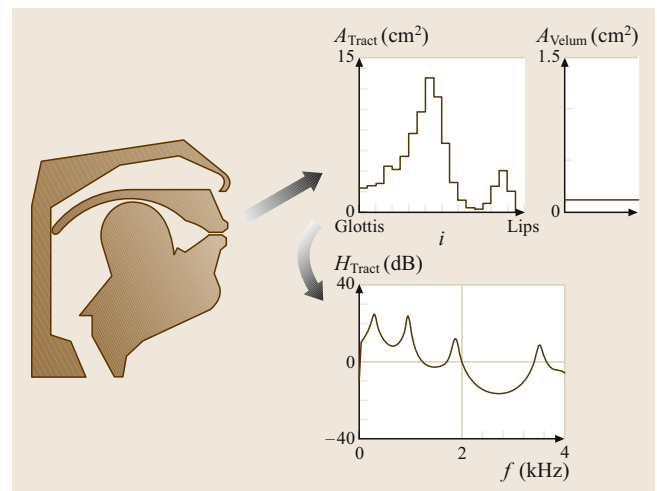 A_Tract (cm²)
A_Velum (cm²)
15
1.5
0
0
Glottis
i
Lips
H_Tract (dB)
40
0
−40
0
2
4
f (kHz)